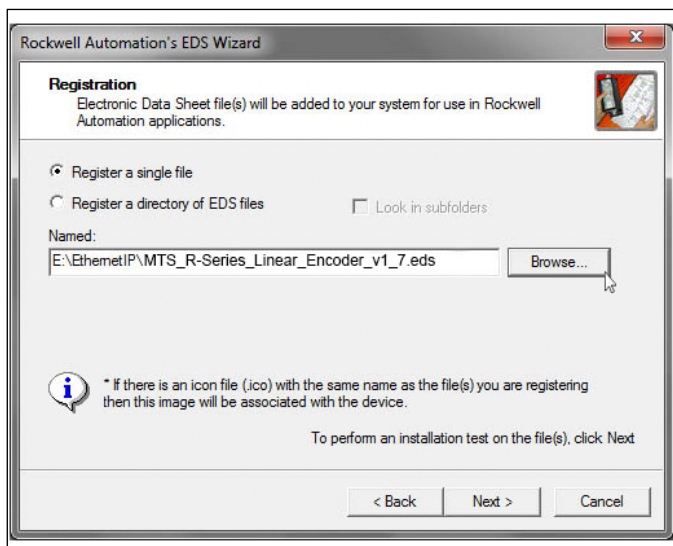 Rockwell Automation's EDS Wizard
Registration
Electronic Data Sheet file(s) will be added to your system for use in Rockwell
Automation applications.
Register a single file
Register a directory of EDS files
Look in subfolders
Named:
E:\EthernetIP\MTS_R-Series_Linear_Encoder_v1_7.eds
Browse...
* If there is an icon file (.ico) with the same name as the file(s) you are registering
then this image will be associated with the device.
To perform an installation test on the file(s), click Next
< Back
Next >
Cancel